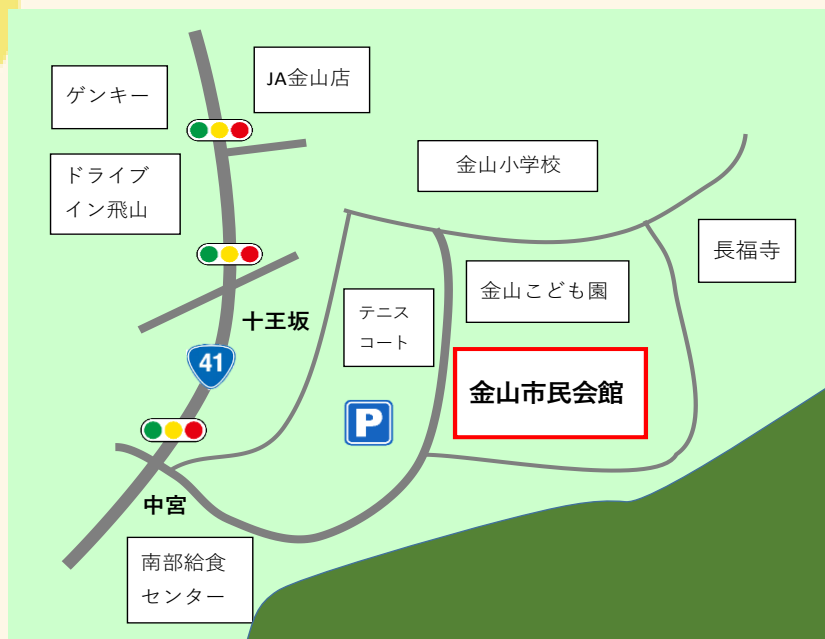 JA金山店
ゲンキー
ドライブ
イン飛山
金山小学校
長福寺
金山こども園
テニス
コート
十王坂
41
金山市民会館
P
中宮
南部給食
センター